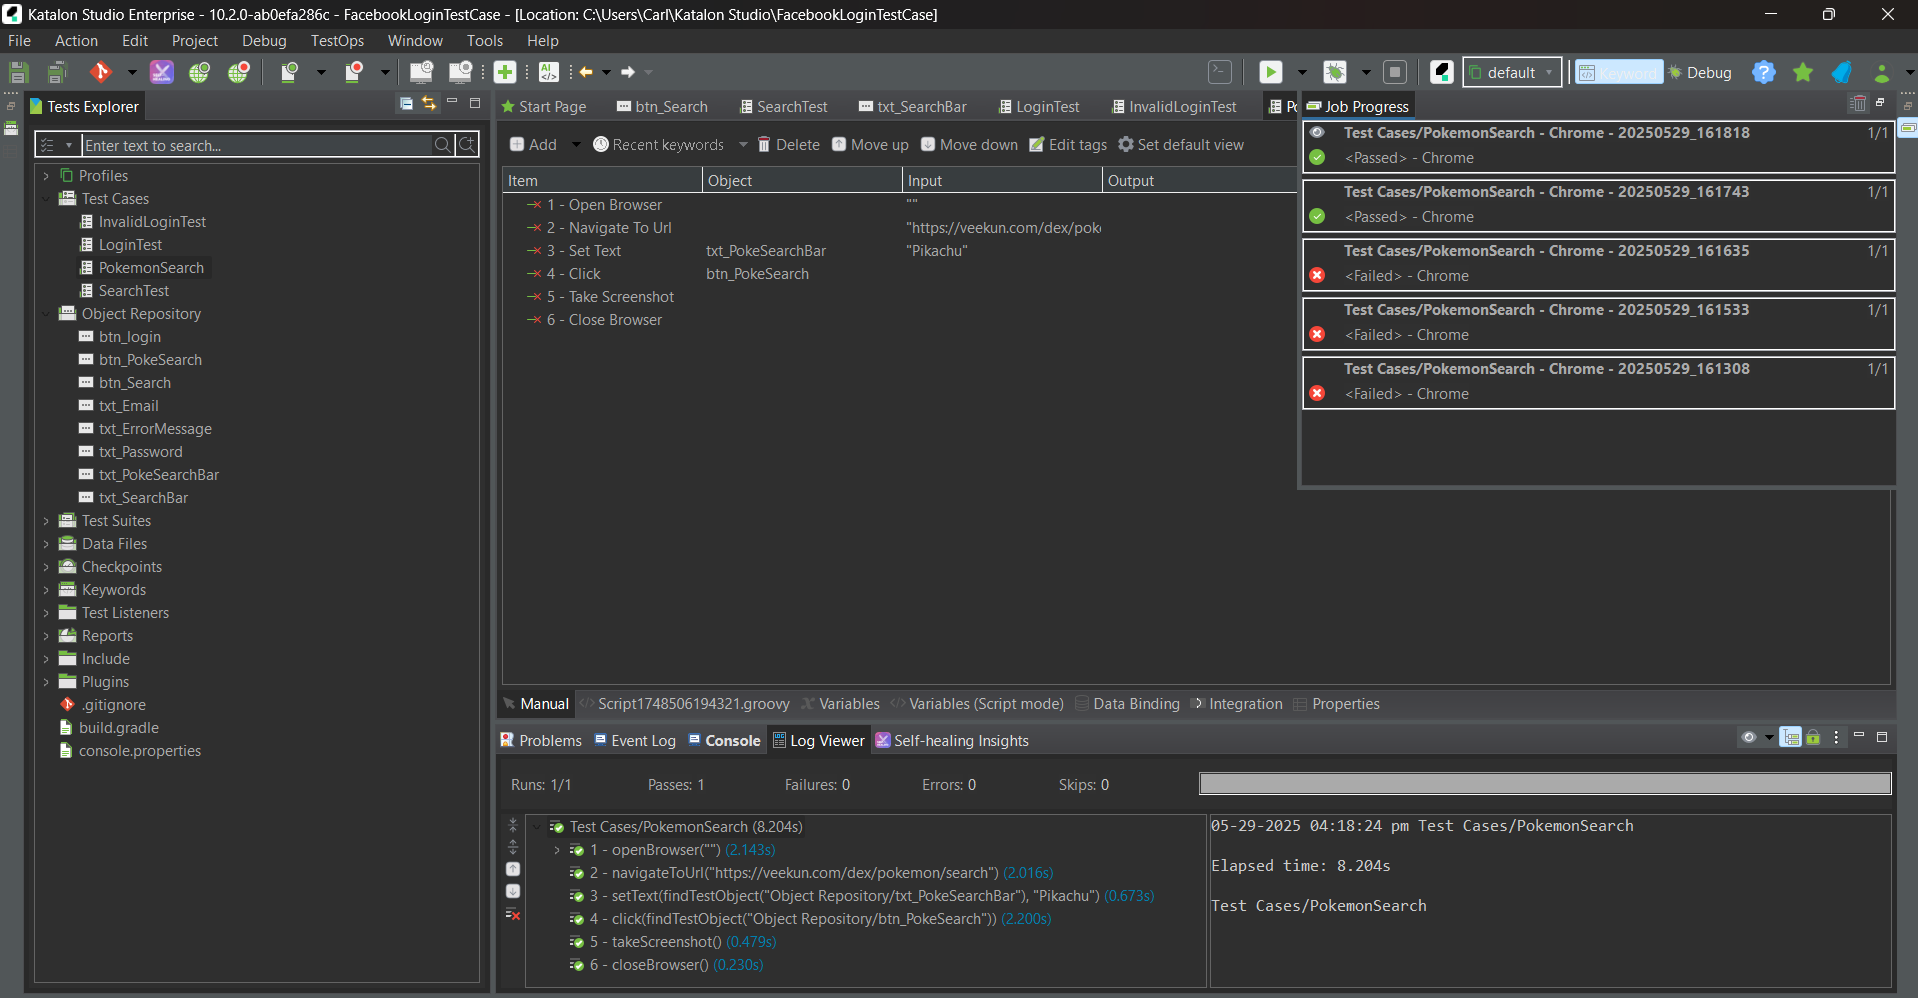 Katalon Studio Enterprise - 10.2.0-ab0efa286c - FacebookLoginTestCase - [Location: C:\Users\Carl\Katalon Studio\FacebookLoginTestCase]
File Action Edit Project Debug TestOps Window Tools Help
default Keyword Debug
Tests Explorer
Enter text to search...
Profiles
Test Cases
InvalidLoginTest
LoginTest
PokemonSearch
SearchTest
Object Repository
btn_login
btn_PokeSearch
btn_Search
txt_Email
txt_ErrorMessage
txt_Password
txt_PokeSearchBar
txt_SearchBar
Test Suites
Data Files
Checkpoints
Keywords
Test Listeners
Reports
Include
Plugins
.gitignore
build.gradle
console.properties
Start Page btn_Search SearchTest txt_SearchBar LoginTest InvalidLoginTest
Add Recent keywords Delete Move up Move down Edit tags Set default view
Item Object Input Output
1 - Open Browser ""
2 - Navigate To Url "https://veekun.com/dex/pok
3 - Set Text txt_PokeSearchBar "Pikachu"
4 - Click btn_PokeSearch
5 - Take Screenshot
6 - Close Browser
Job Progress
Test Cases/PokemonSearch - Chrome - 20250529_161818 1/1
<Passed> - Chrome
Test Cases/PokemonSearch - Chrome - 20250529_161743 1/1
<Passed> - Chrome
Test Cases/PokemonSearch - Chrome - 20250529_161635 1/1
<Failed> - Chrome
Test Cases/PokemonSearch - Chrome - 20250529_161533 1/1
<Failed> - Chrome
Test Cases/PokemonSearch - Chrome - 20250529_161308 1/1
<Failed> - Chrome
Manual Script1748506194321.groovy Variables Variables (Script mode) Data Binding Integration Properties
Problems Event Log Console Log Viewer Self-healing Insights
Runs: 1/1 Passes: 1 Failures: 0 Errors: 0 Skips: 0
Test Cases/PokemonSearch (8.204s)
1 - openBrowser("") (2.143s)
2 - navigateToUrl("https://veekun.com/dex/pokemon/search") (2.016s)
3 - setText(findTestObject("Object Repository/txt_PokeSearchBar"), "Pikachu") (0.673s)
4 - click(findTestObject("Object Repository/btn_PokeSearch")) (2.200s)
5 - takeScreenshot() (0.479s)
6 - closeBrowser() (0.230s)
05-29-2025 04:18:24 pm Test Cases/PokemonSearch
Elapsed time: 8.204s
Test Cases/PokemonSearch